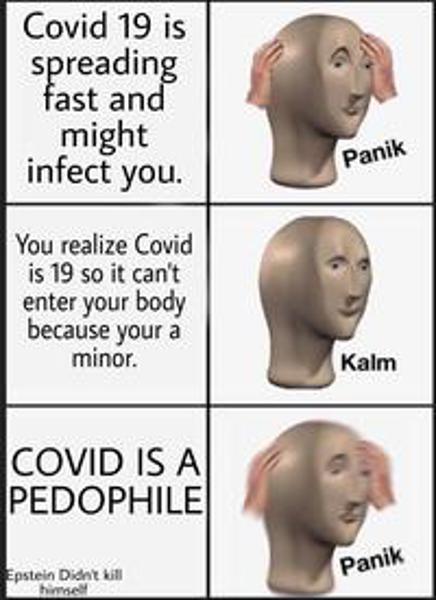 Covid 19 is
spreading
fast and
might
infect you.
Panik
You realize Covid
is 19 so it can't
enter your body
because your a
minor.
Kalm
COVID IS A
PEDOPHILE
Epstein Didn't kill
himself
Panik